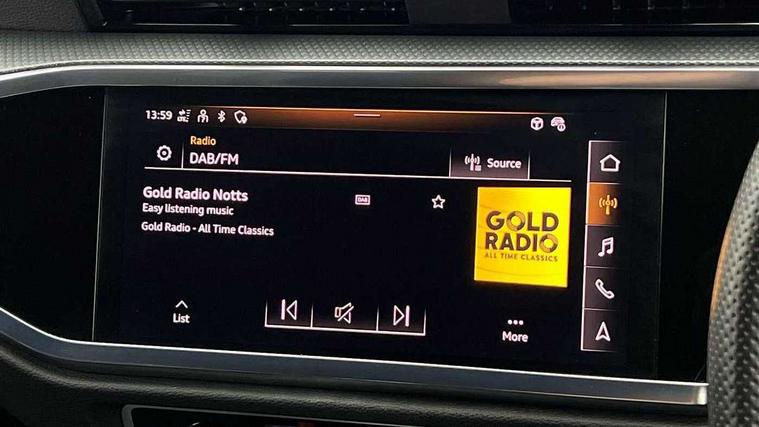 13:59
Radio
DAB/FM
Source
Gold Radio Notts
DAB
Easy listening music
Gold Radio - All Time Classics
GOLD
RADIO
ALL TIME CLASSICS
List
More